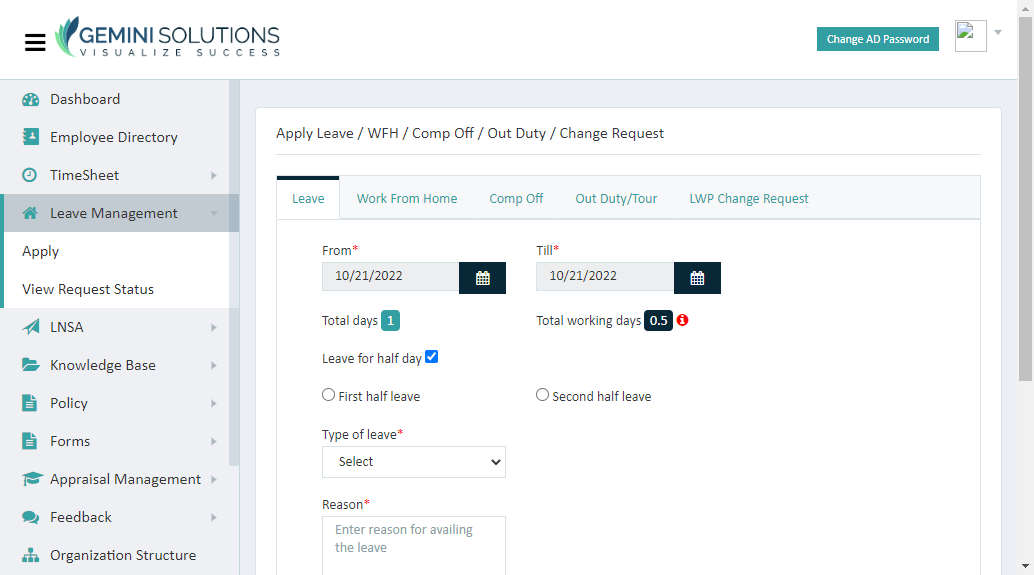 GEMINI SOLUTIONS
VISUALIZE SUCCESS
Change AD Password
Dashboard
Employee Directory
TimeSheet
Leave Management
Apply
View Request Status
LNSA
Knowledge Base
Policy
Forms
Appraisal Management
Feedback
Organization Structure
Apply Leave / WFH / Comp Off / Out Duty / Change Request
Leave Work From Home Comp Off Out Duty/Tour LWP Change Request
From* Till*
10/21/2022 10/21/2022
Total days 1 Total working days 0.5
Leave for half day
First half leave Second half leave
Type of leave*
Select
Reason*
Enter reason for availing
the leave